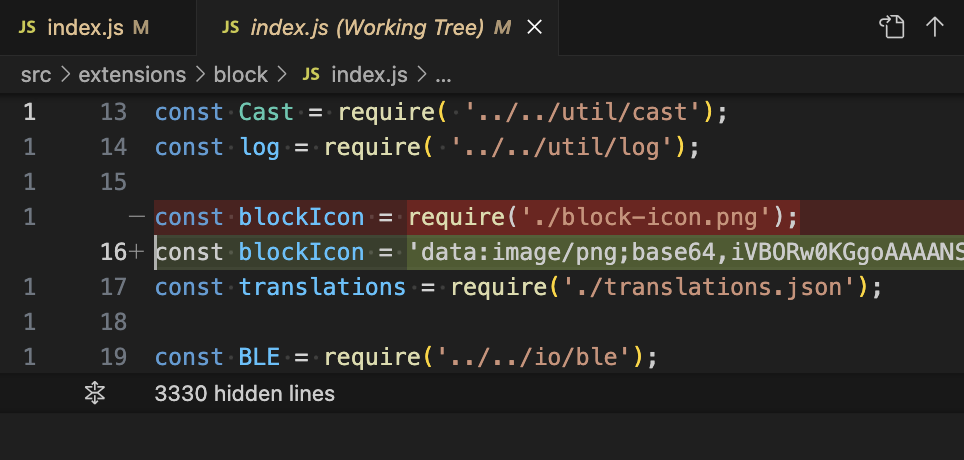 JS index.js M JS index.js (Working Tree) M
src > extensions > block > JS index.js > ...
1 13 const Cast = require( '../../util/cast');
1 14 const log = require( '../../util/log');
1 15
1 − const blockIcon = require('./block-icon.png');
16+ const blockIcon = 'data:image/png;base64,iVBORw0KGgoAAAANS
1 17 const translations = require('./translations.json');
1 18
1 19 const BLE = require('../../io/ble');
3330 hidden lines